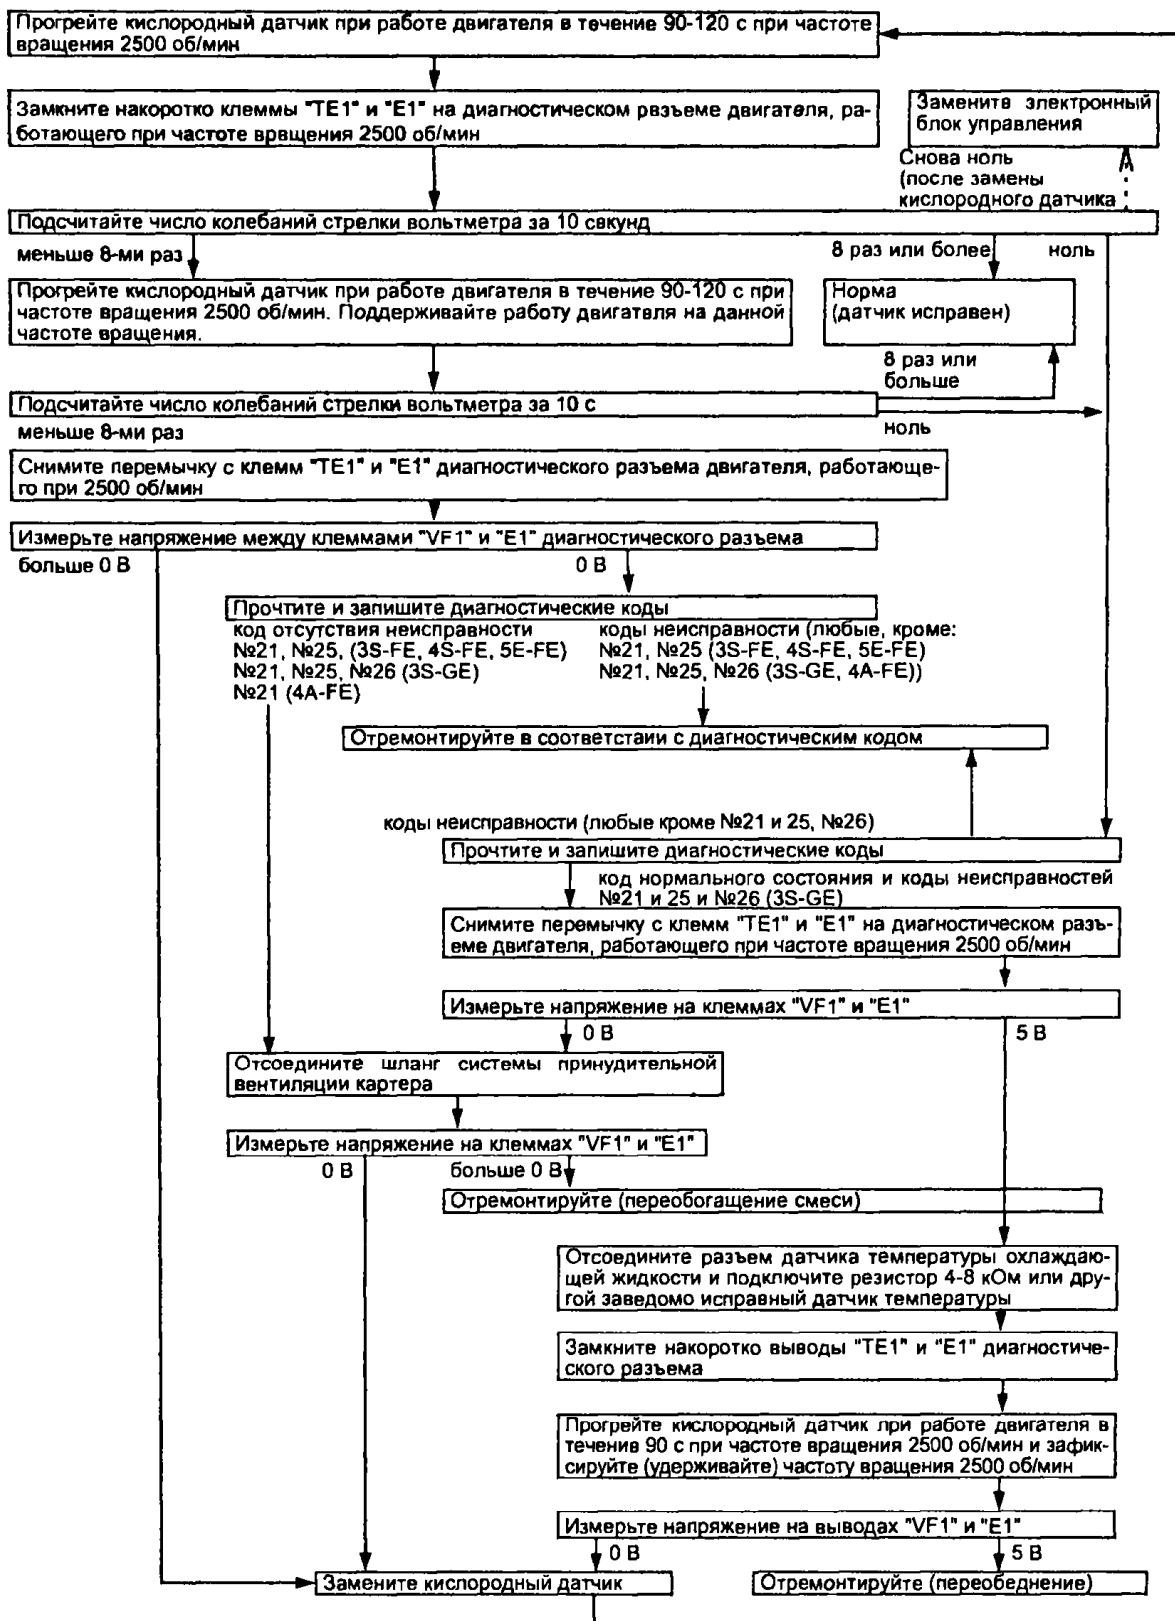 Прогрейте кислородный датчик при работе двигателя в течение 90-120 с при частоте
вращения 2500 об/мин
Замкните накоротко клеммы "TE1" и "E1" на диагностическом рвзъеме двигателя, ра-
ботающего при частоте врвщения 2500 об/мин
Заменитв электронный
блок управления
Снова ноль
(после замены
кислородного датчика
Подсчитайте число колебаний стрелки вольтметра за 10 свкунд
меньше 8-ми раз
8 раз или более
ноль
Прогрейте кислородный датчик при работе двигателя в течение 90-120 с при
частоте вращения 2500 об/мин. Поддерживайте работу двигателя на данной
частоте вращения.
Норма
(датчик исправен)
8 раз или
больше
Подсчитайте число колебаний стрелки вольтметра за 10 с
меньше 8-ми раз
ноль
Снимите перемычку с клемм "TE1" и "E1" диагностического разъема двигателя, работающе-
го при 2500 об/мин
Измерьте напряжение между клеммами "VF1" и "E1" диагностического разъема
больше 0 В
0 В
Прочтите и запишите диагностические коды
код отсутствия неисправности
№21, №25, (3S-FE, 4S-FE, 5E-FE)
№21, №25, №26 (3S-GE)
№21 (4A-FE)
коды неисправности (любые, кроме:
№21, №25 (3S-FE, 4S-FE, 5E-FE)
№21, №25, №26 (3S-GE, 4A-FE))
Отремонтируйте в соответстаии с диагностическим кодом
коды неисправности (любые кроме №21 и 25, №26)
Прочтите и запишите диагностические коды
код нормального состояния и коды неисправностей
№21 и 25 и №26 (3S-GE)
Снимите перемычку с клемм "TE1" и "E1" на диагностическом разъ-
еме двигателя, работающего при частоте вращения 2500 об/мин
Измерьте напряжение на клеммах "VF1" и "E1"
0 В
5 В
Отсоедините шланг системы принудительной
вентиляции картера
Измерьте напряжение на клеммах "VF1" и "E1"
0 В
больше 0 В
Отремонтируйте (переобогащение смеси)
Отсоедините разъем датчика температуры охлаждаю-
щей жидкости и подключите резистор 4-8 кОм или дру-
гой заведомо исправный датчик температуры
Замкните накоротко выводы "TE1" и "E1" диагностиче-
ского разъема
Прогрейте кислородный датчик лри работе двигателя в
течснив 90 с при частоте вращения 2500 об/мин и зафик-
сируйте (удерживайте) частоту вращения 2500 об/мин
Измерьте напряжение на выводах "VF1" и "E1"
0 В
5 В
Замените кислородный датчик
Отремонтируйте (переобеднение)